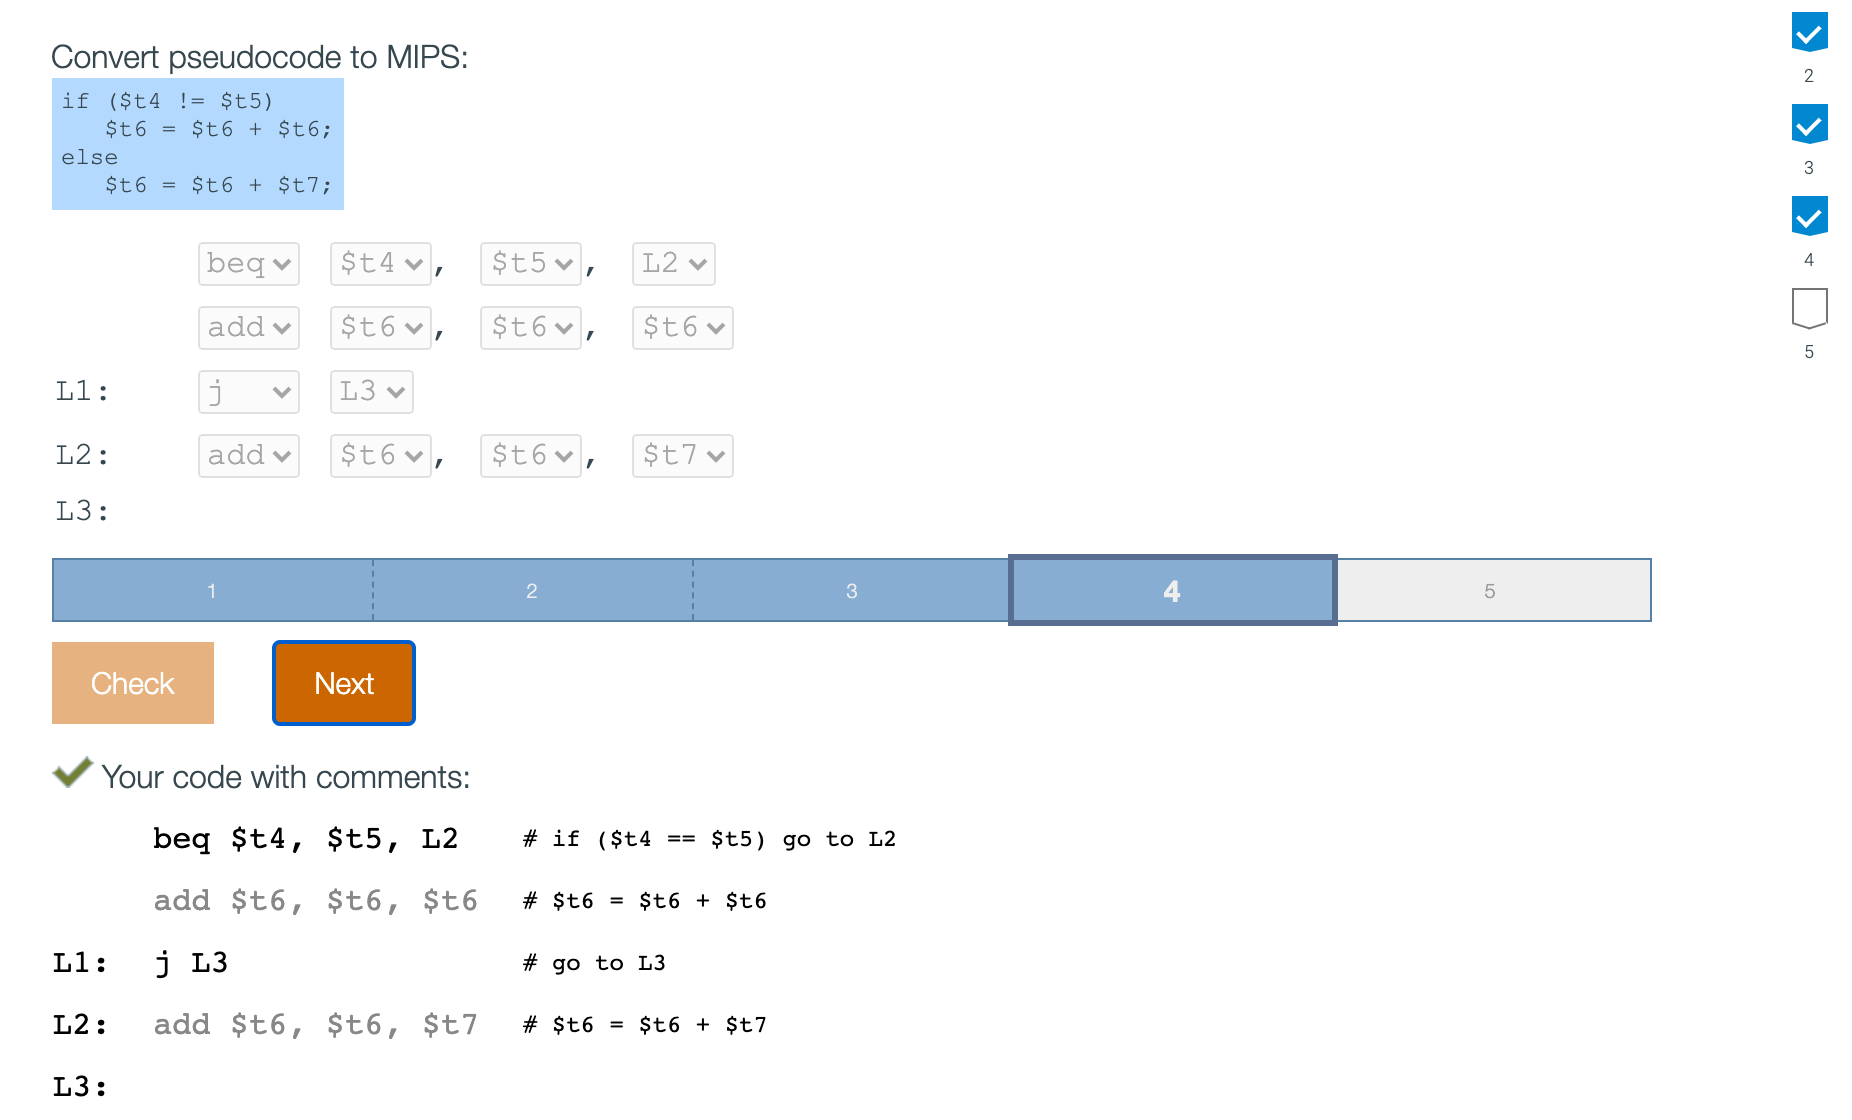 Convert pseudocode to MIPS:
if ($t4 != $t5)
   $t6 = $t6 + $t6;
else
   $t6 = $t6 + $t7;
beq $t4, $t5, L2
add $t6, $t6, $t6
L1: j L3
L2: add $t6, $t6, $t7
L3:
1 2 3 4 5
Check Next
Your code with comments:
beq $t4, $t5, L2 # if ($t4 == $t5) go to L2
add $t6, $t6, $t6 # $t6 = $t6 + $t6
L1: j L3 # go to L3
L2: add $t6, $t6, $t7 # $t6 = $t6 + $t7
L3:
2
3
4
5